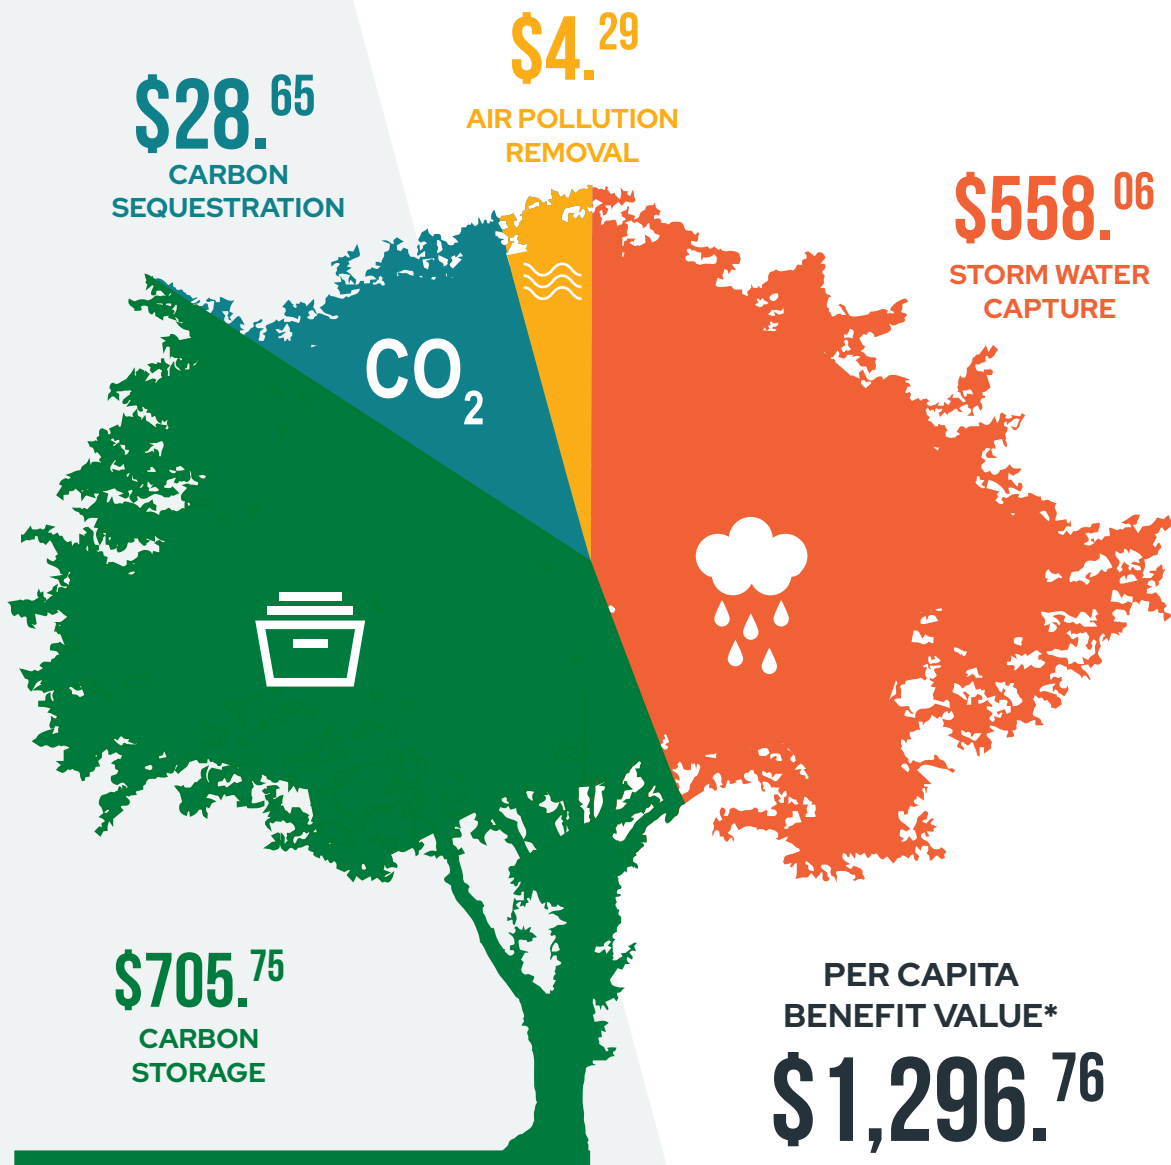 $4.29
AIR POLLUTION
REMOVAL
$28.65
CARBON
SEQUESTRATION
$558.06
STORM WATER
CAPTURE
CO2
$705.75
CARBON
STORAGE
PER CAPITA
BENEFIT VALUE*
$1,296.76